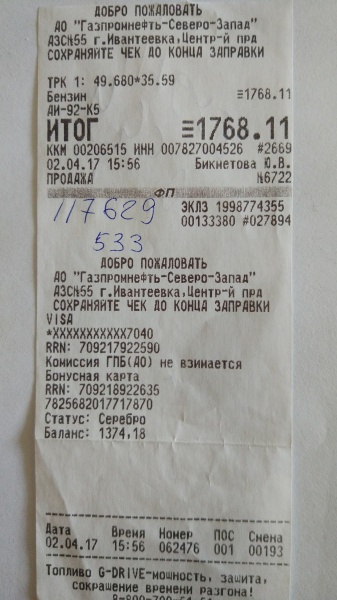 ДОБРО ПОЖАЛОВАТЬ
АО "Газпромнефть-Северо-Запад"
АЗС№55 г.Ивантеевка,Центр-й прд
СОХРАНЯЙТЕ ЧЕК ДО КОНЦА ЗАПРАВКИ
ТРК 1: 49.680*35.59
Бензин ≡1768.11
АИ-92-К5
ИТОГ ≡1768.11
ККМ 00206515 ИНН 007827004526 #2669
02.04.17 15:56 Бикметова Ю.В.
ПРОДАЖА №6722
ФП
117629 ЭКЛЗ 1998774355
00133380 #027894
533
ДОБРО ПОЖАЛОВАТЬ
АО "Газпромнефть-Северо-Запад"
АЗС№55 г.Ивантеевка,Центр-й прд
СОХРАНЯЙТЕ ЧЕК ДО КОНЦА ЗАПРАВКИ
VISA
*XXXXXXXXXXX7040
RRN: 709217922590
Комиссия ГПБ(АО) не взимается
Бонусная карта
RRN: 709218922635
7825682017717870
Статус: Серебро
Баланс: 1374,18
Дата Время Номер ПОС Смена
02.04.17 15:56 062476 001 00193
Топливо G-DRIVE-мощность, защита,
сокращение времени разгона!